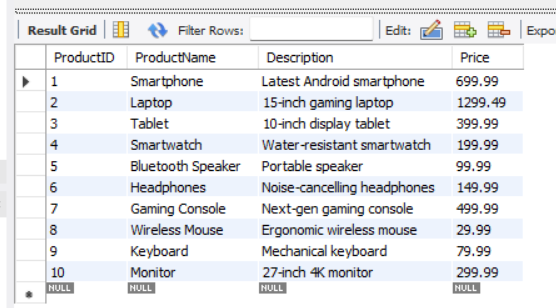 Result Grid Filter Rows: Edit: Expo
ProductID ProductName Description Price
1 Smartphone Latest Android smartphone 699.99
2 Laptop 15-inch gaming laptop 1299.49
3 Tablet 10-inch display tablet 399.99
4 Smartwatch Water-resistant smartwatch 199.99
5 Bluetooth Speaker Portable speaker 99.99
6 Headphones Noise-cancelling headphones 149.99
7 Gaming Console Next-gen gaming console 499.99
8 Wireless Mouse Ergonomic wireless mouse 29.99
9 Keyboard Mechanical keyboard 79.99
10 Monitor 27-inch 4K monitor 299.99
NULL NULL NULL NULL